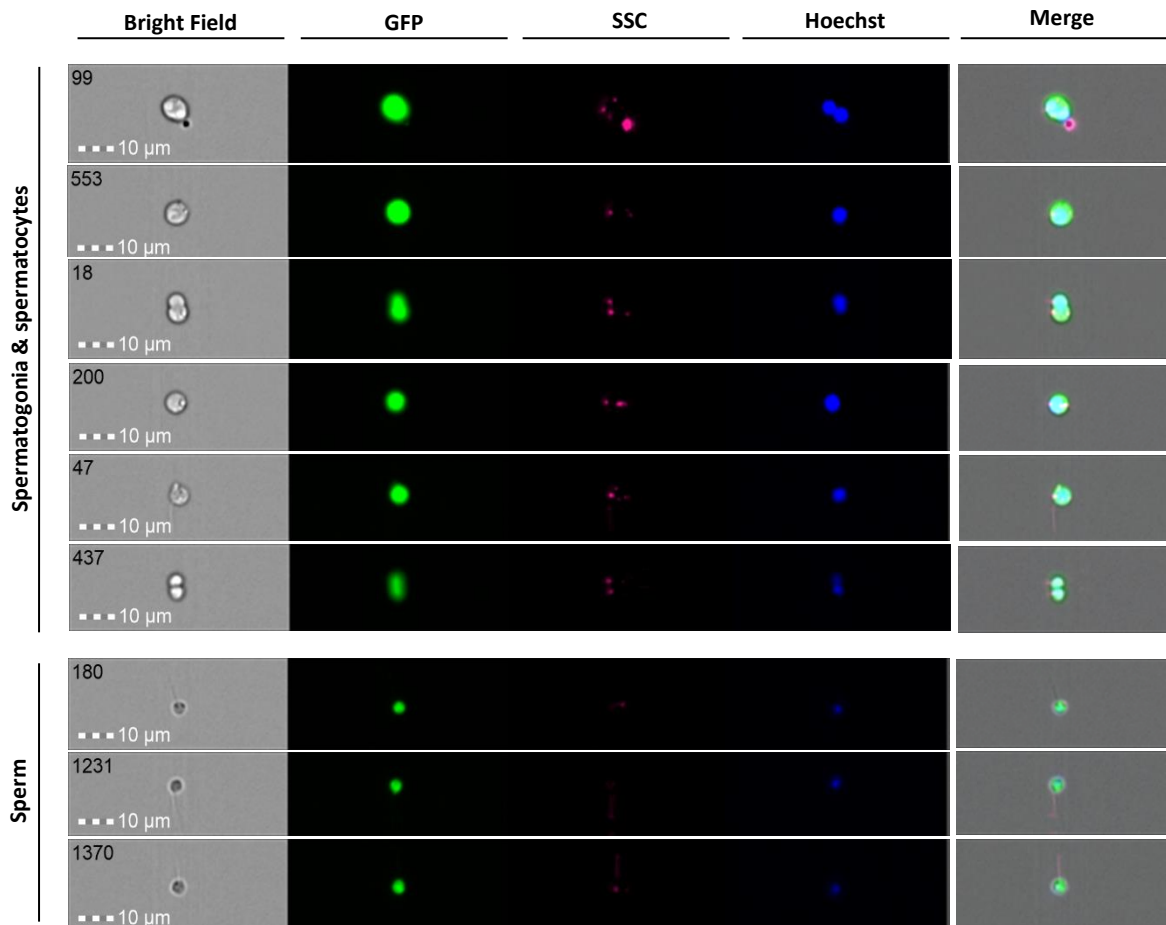 Bright Field GFP SSC Hoechst Merge
Spermatogonia & spermatocytes
99
10 µm
553
10 µm
18
10 µm
200
10 µm
47
10 µm
437
10 µm
Sperm
180
10 µm
1231
10 µm
1370
10 µm